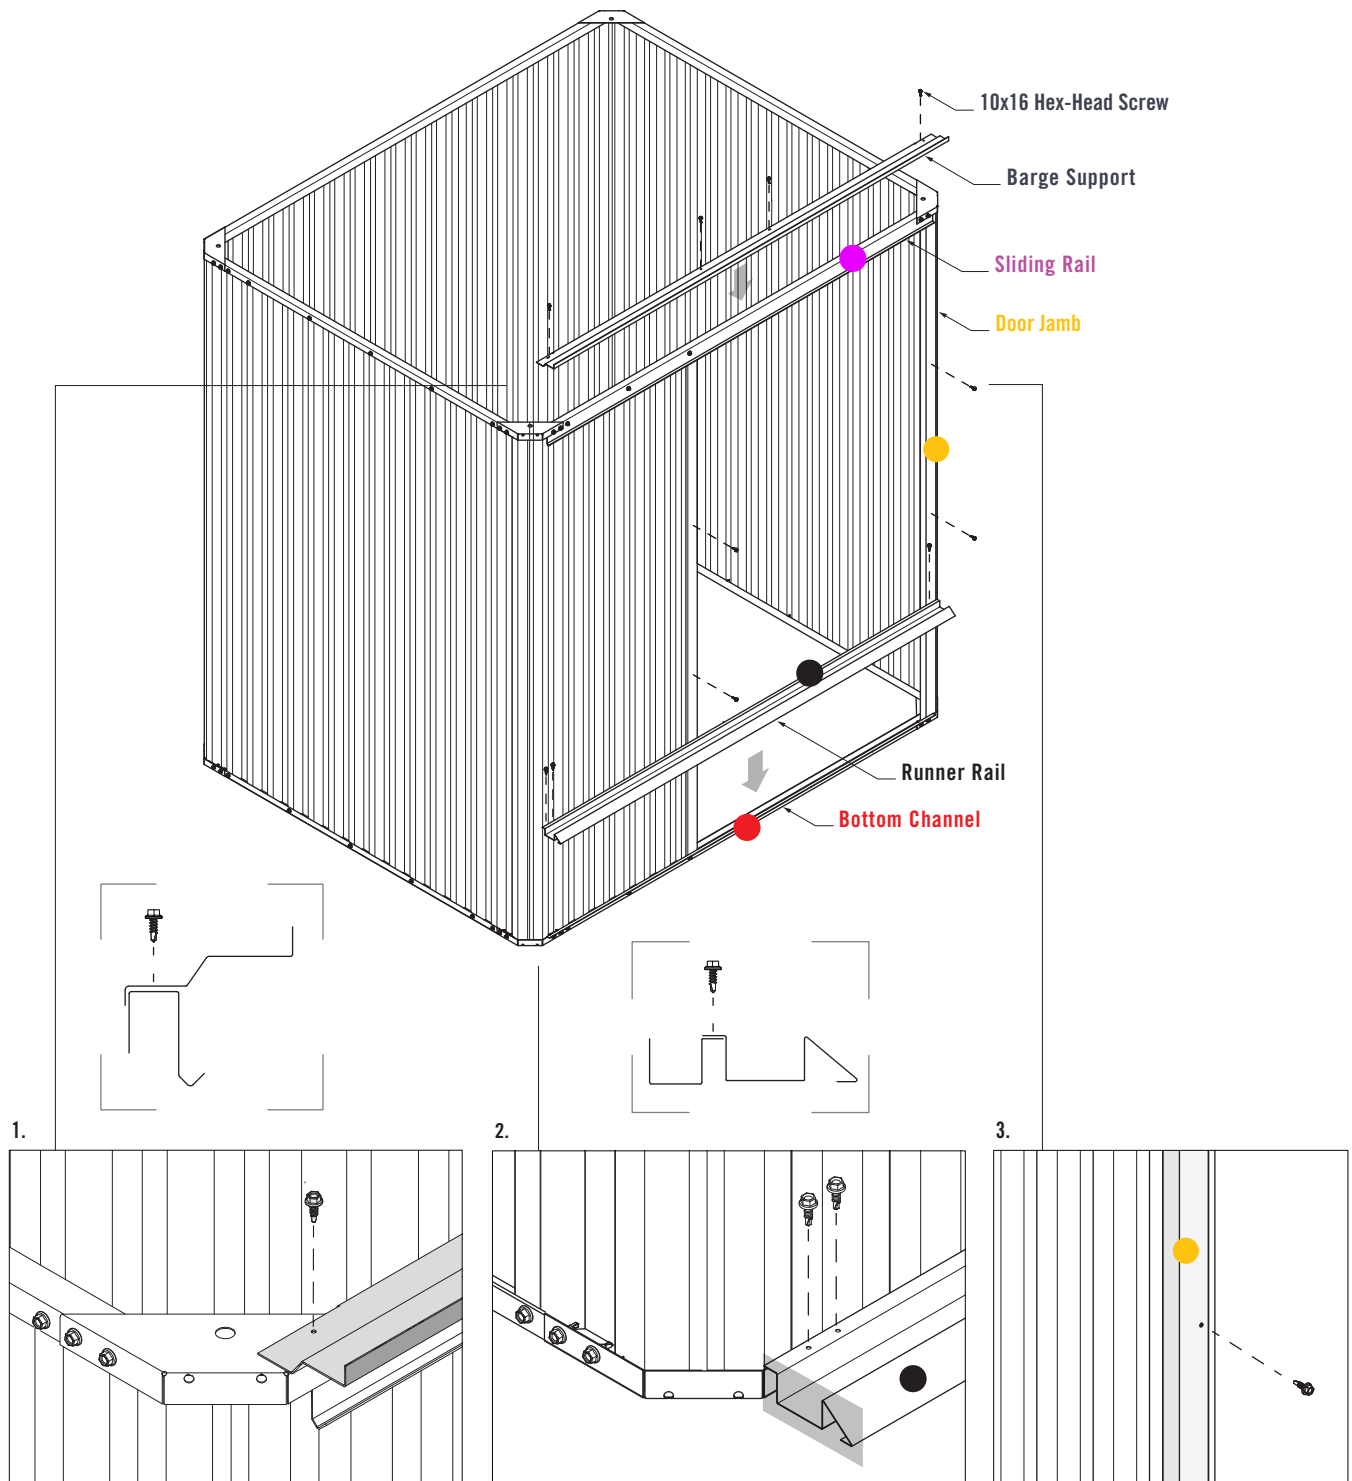 10x16 Hex-Head Screw
Barge Support
Sliding Rail
Door Jamb
Runner Rail
Bottom Channel
1.
2.
3.